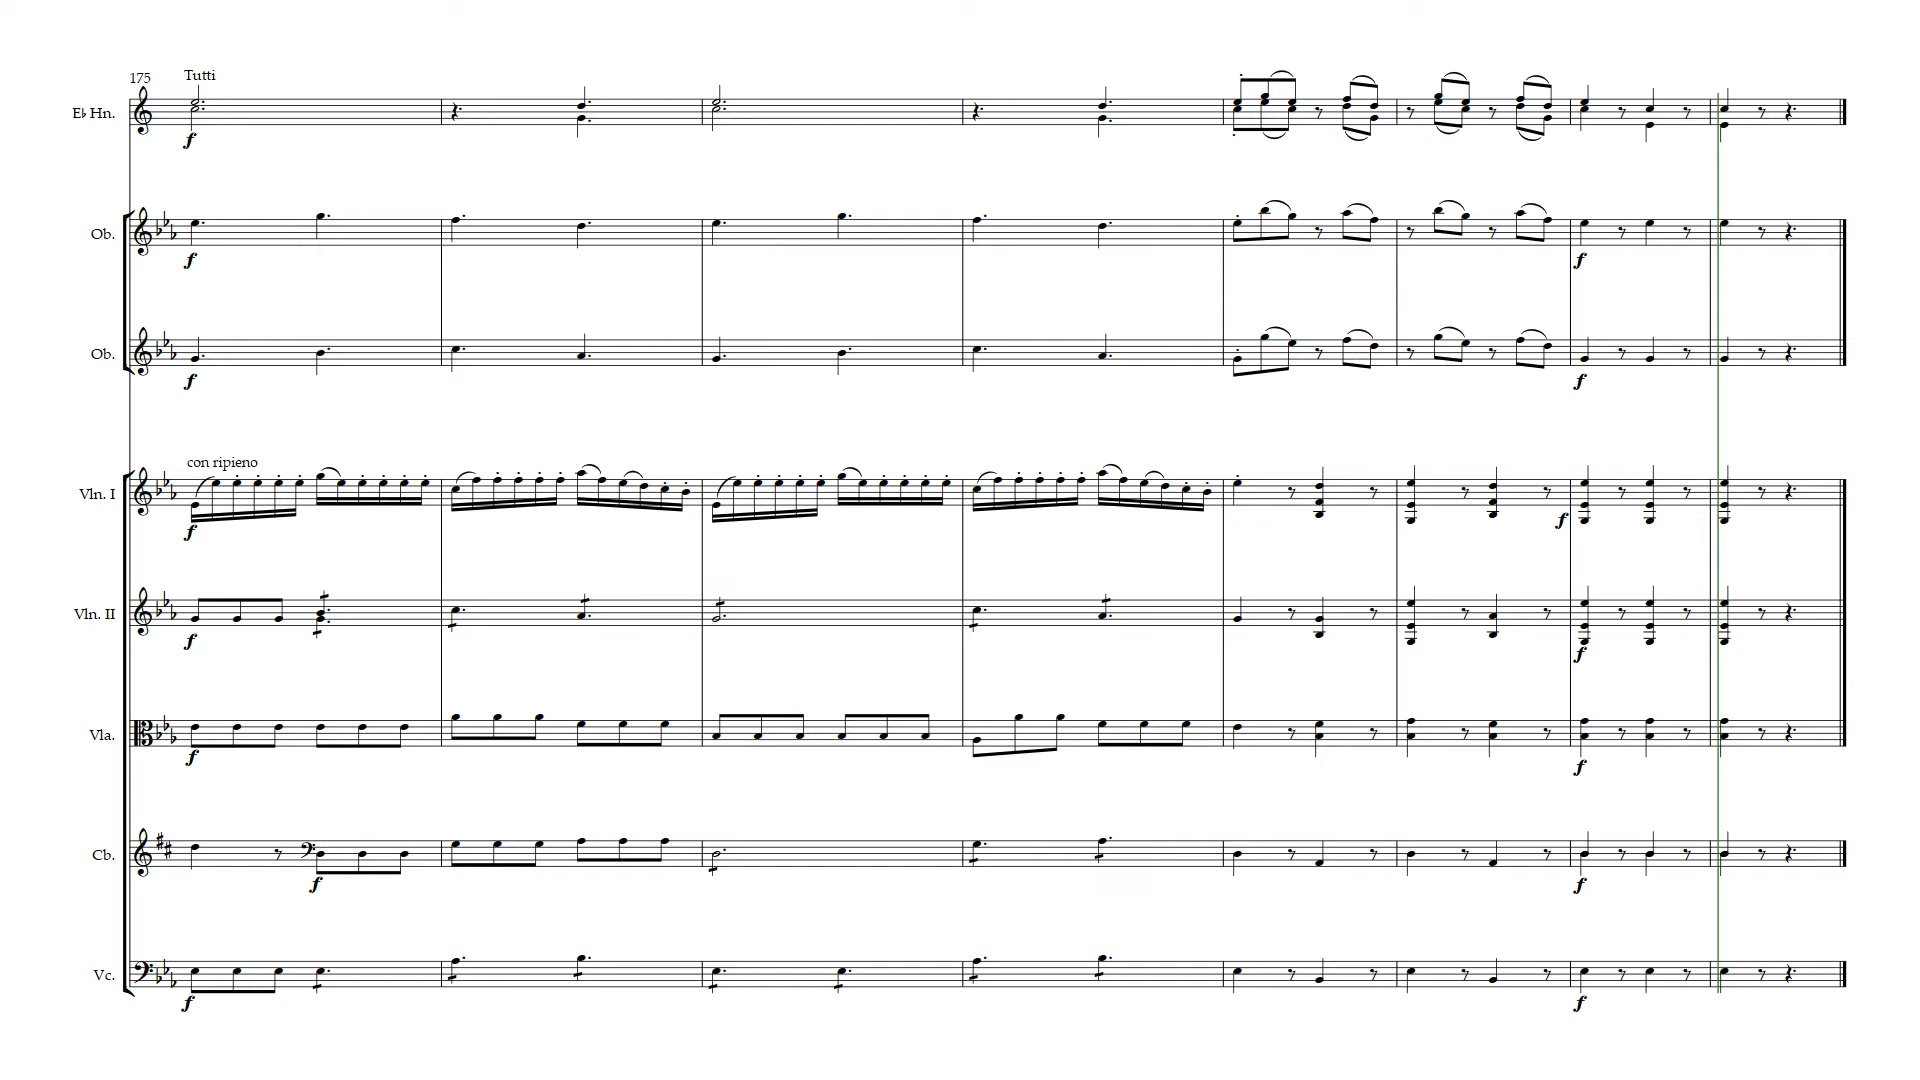 175 Tutti
E♭ Hn.
f
Ob.
f f
Ob.
f f
con ripieno
Vln. I
f f
Vln. II
f f
Vla.
f f
Cb.
f f
Vc.
f f